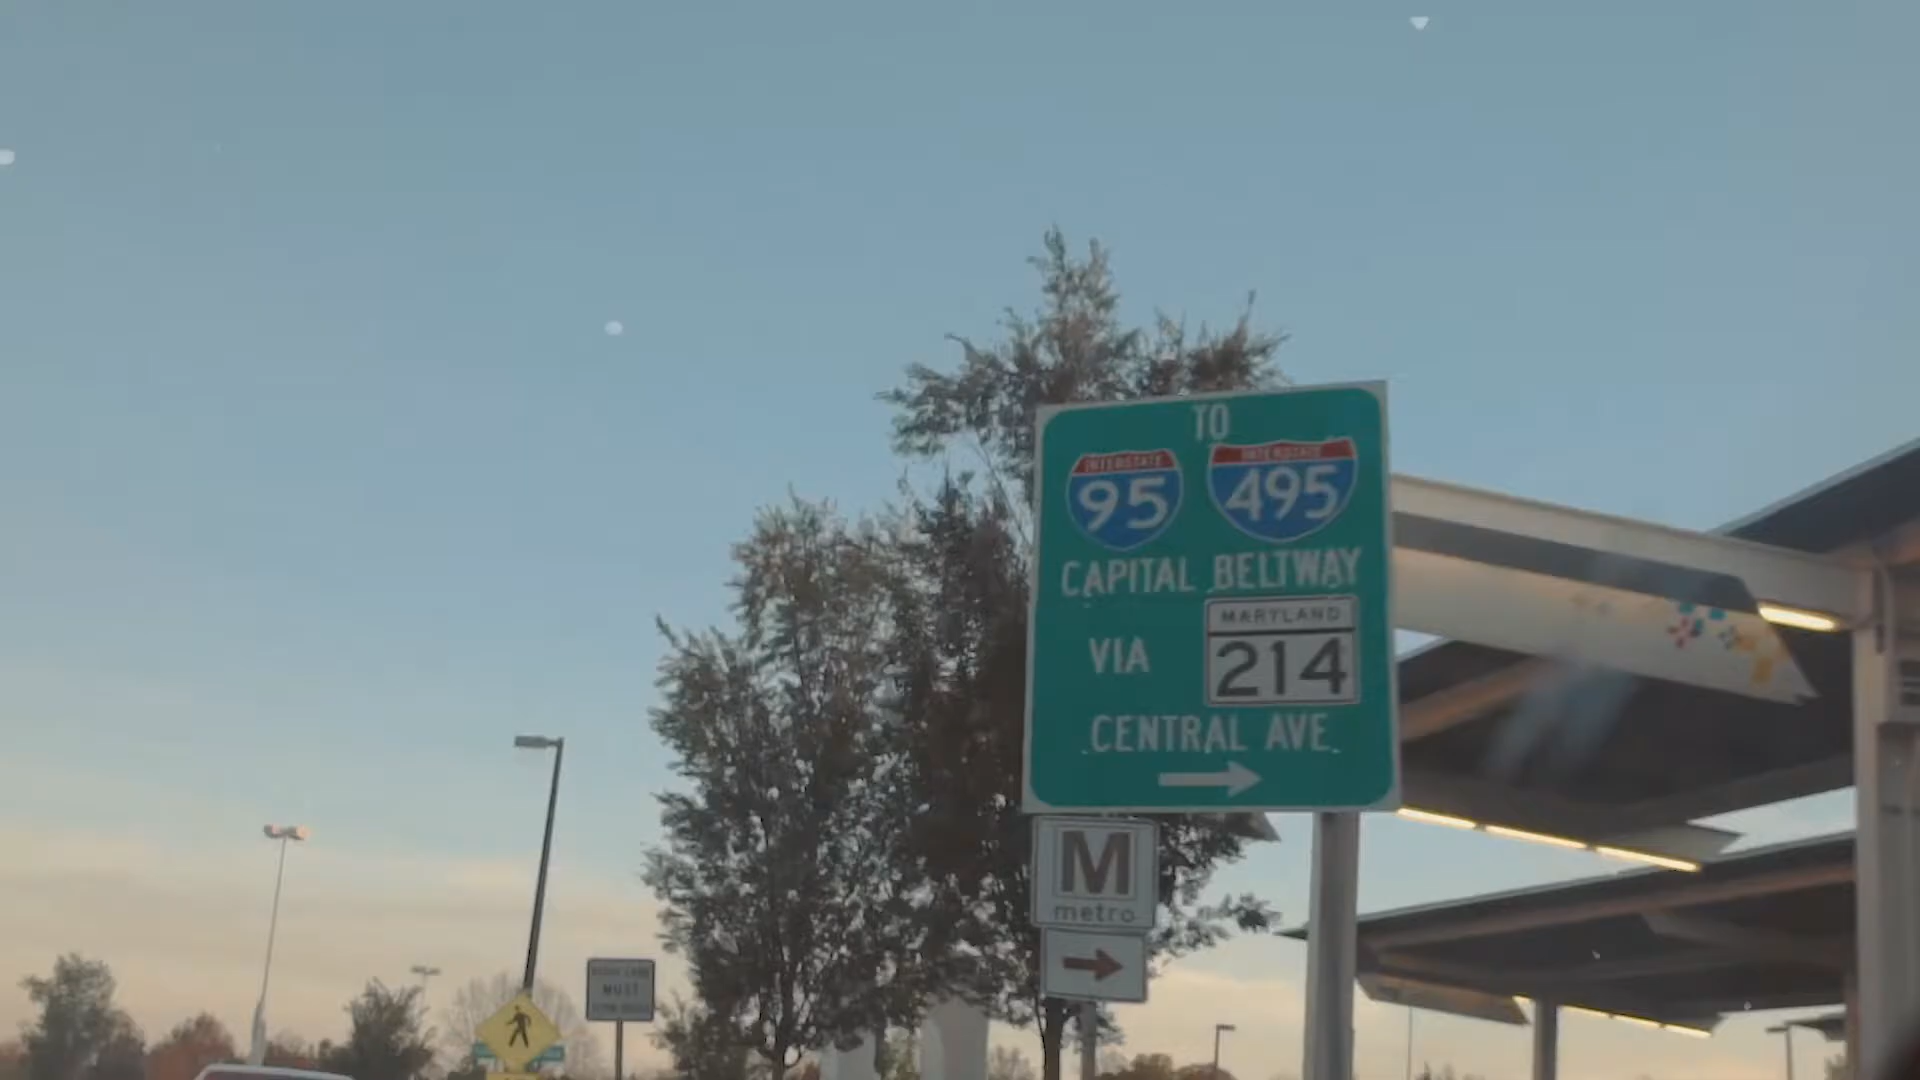 TO
INTERSTATE INTERSTATE
95 495
CAPITAL BELTWAY
MARYLAND
VIA 214
CENTRAL AVE
M
metro
MUST